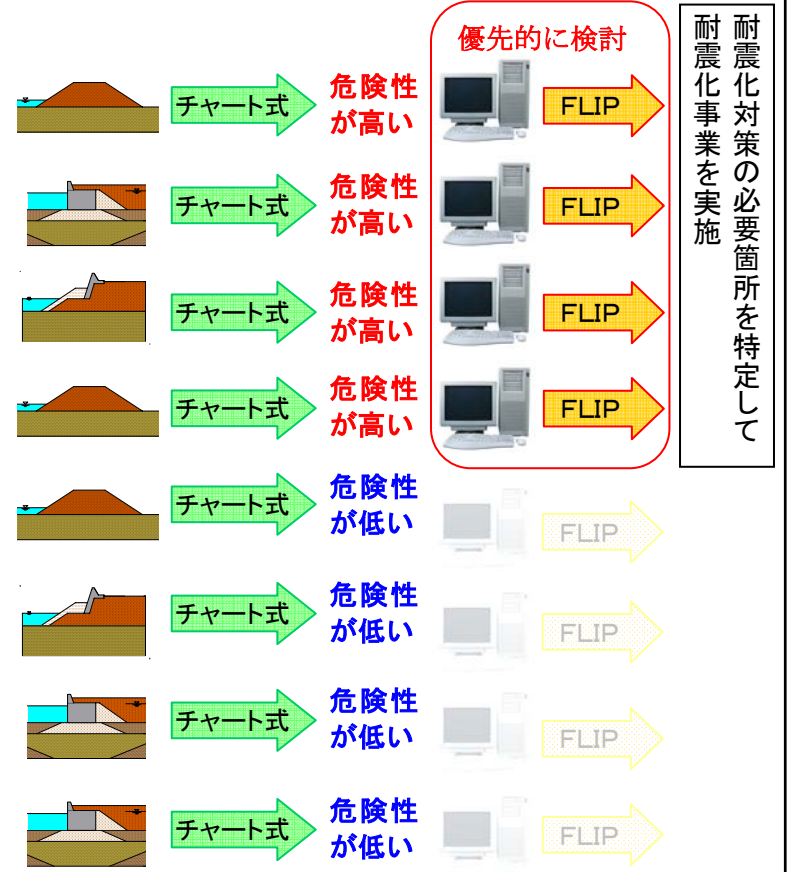 優先的に検討
耐震化対策の必要箇所を特定して
耐震化事業を実施
チャート式
危険性
が高い
FLIP
チャート式
危険性
が高い
FLIP
チャート式
危険性
が高い
FLIP
チャート式
危険性
が高い
FLIP
チャート式
危険性
が低い
FLIP
チャート式
危険性
が低い
FLIP
チャート式
危険性
が低い
FLIP
チャート式
危険性
が低い
FLIP